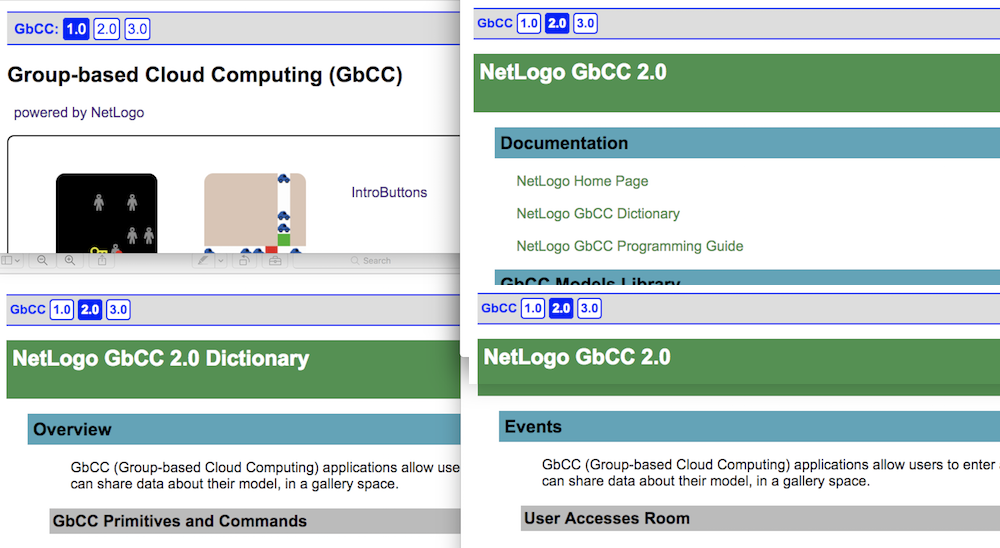 GbCC: 1.0 2.0 3.0
Group-based Cloud Computing (GbCC)
powered by NetLogo
IntroButtons
Search
GbCC 1.0 2.0 3.0
NetLogo GbCC 2.0
Documentation
NetLogo Home Page
NetLogo GbCC Dictionary
NetLogo GbCC Programming Guide
GbCC Models Library
GbCC 1.0 2.0 3.0
NetLogo GbCC 2.0 Dictionary
Overview
GbCC (Group-based Cloud Computing) applications allow use
can share data about their model, in a gallery space.
GbCC Primitives and Commands
GbCC 1.0 2.0 3.0
NetLogo GbCC 2.0
Events
GbCC (Group-based Cloud Computing) applications allow users to enter
can share data about their model, in a gallery space.
User Accesses Room